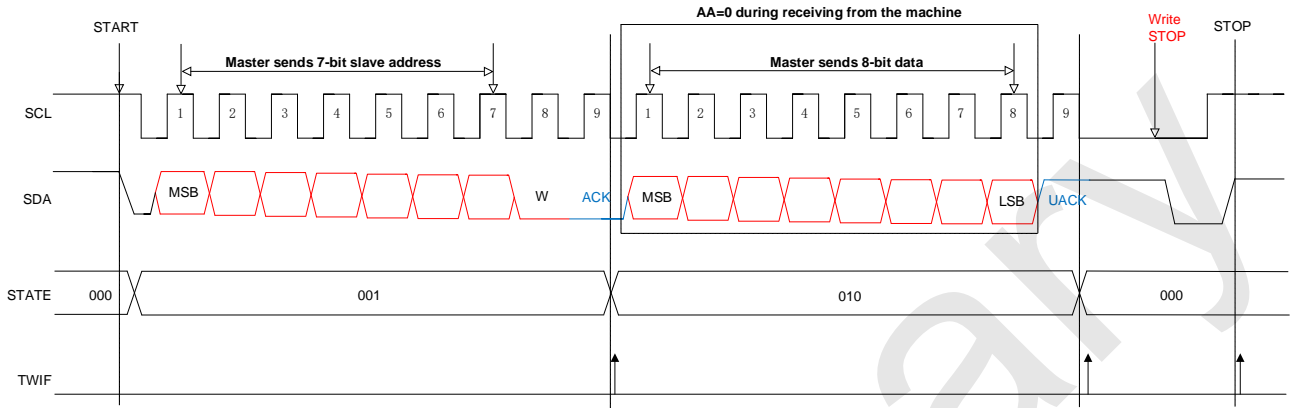 AA=0 during receiving from the machine
START
Write
STOP
STOP
Master sends 7-bit slave address
Master sends 8-bit data
SCL
1 2 3 4 5 6 7 8 9 1 2 3 4 5 6 7 8 9
SDA
MSB
W
ACK
MSB
LSB
UACK
STATE
000
001
010
000
TWIF
ary